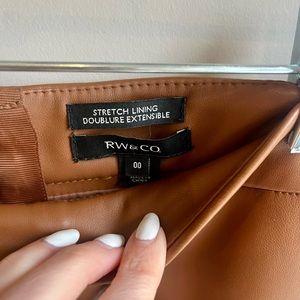 STRETCH LINING
DOUBLURE EXTENSIBLE
RW&CO.
00